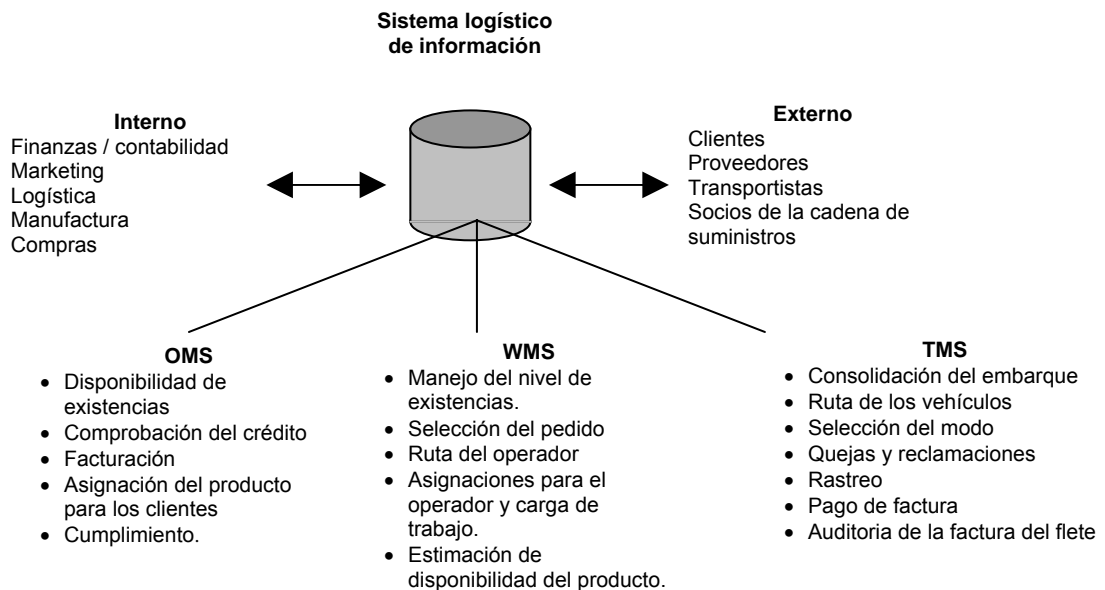 Sistema logístico
de información
Interno
Finanzas / contabilidad
Marketing
Logística
Manufactura
Compras
Externo
Clientes
Proveedores
Transportistas
Socios de la cadena de
suministros
OMS
• Disponibilidad de
existencias
• Comprobación del crédito
• Facturación
• Asignación del producto
para los clientes
• Cumplimiento.
WMS
• Manejo del nivel de
existencias.
• Selección del pedido
• Ruta del operador
• Asignaciones para el
operador y carga de
trabajo.
• Estimación de
disponibilidad del producto.
TMS
• Consolidación del embarque
• Ruta de los vehículos
• Selección del modo
• Quejas y reclamaciones
• Rastreo
• Pago de factura
• Auditoria de la factura del flete